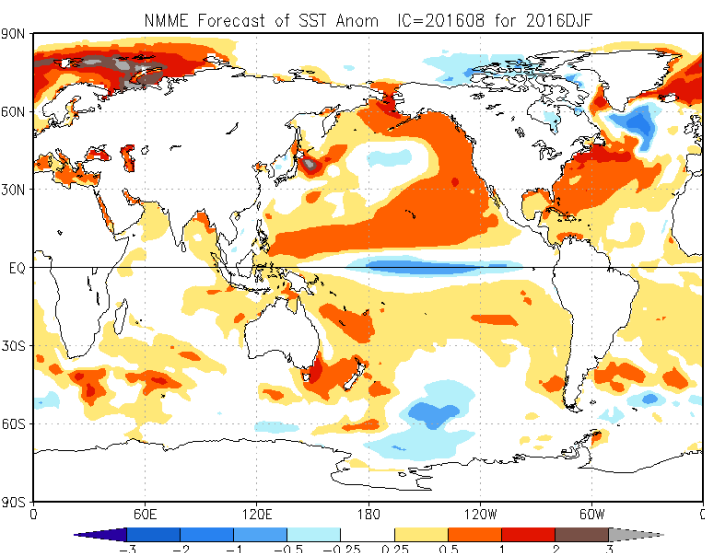 NMME Forecast of SST Anom IC=201608 for 2016DJF
90N
60N
30N
EQ
30S
60S
90S
0 60E 120E 180 120W 60W 0
-3 -2 -1 -0.5 -0.25 0.25 0.5 1 2 3